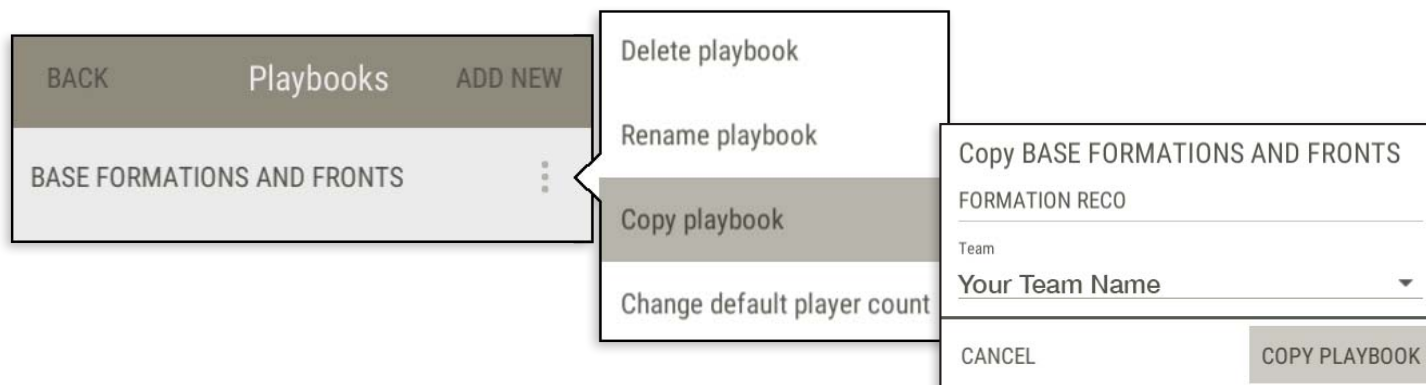 BACK Playbooks ADD NEW
BASE FORMATIONS AND FRONTS
Delete playbook
Rename playbook
Copy playbook
Change default player count
Copy BASE FORMATIONS AND FRONTS
FORMATION RECO
Team
Your Team Name
CANCEL COPY PLAYBOOK